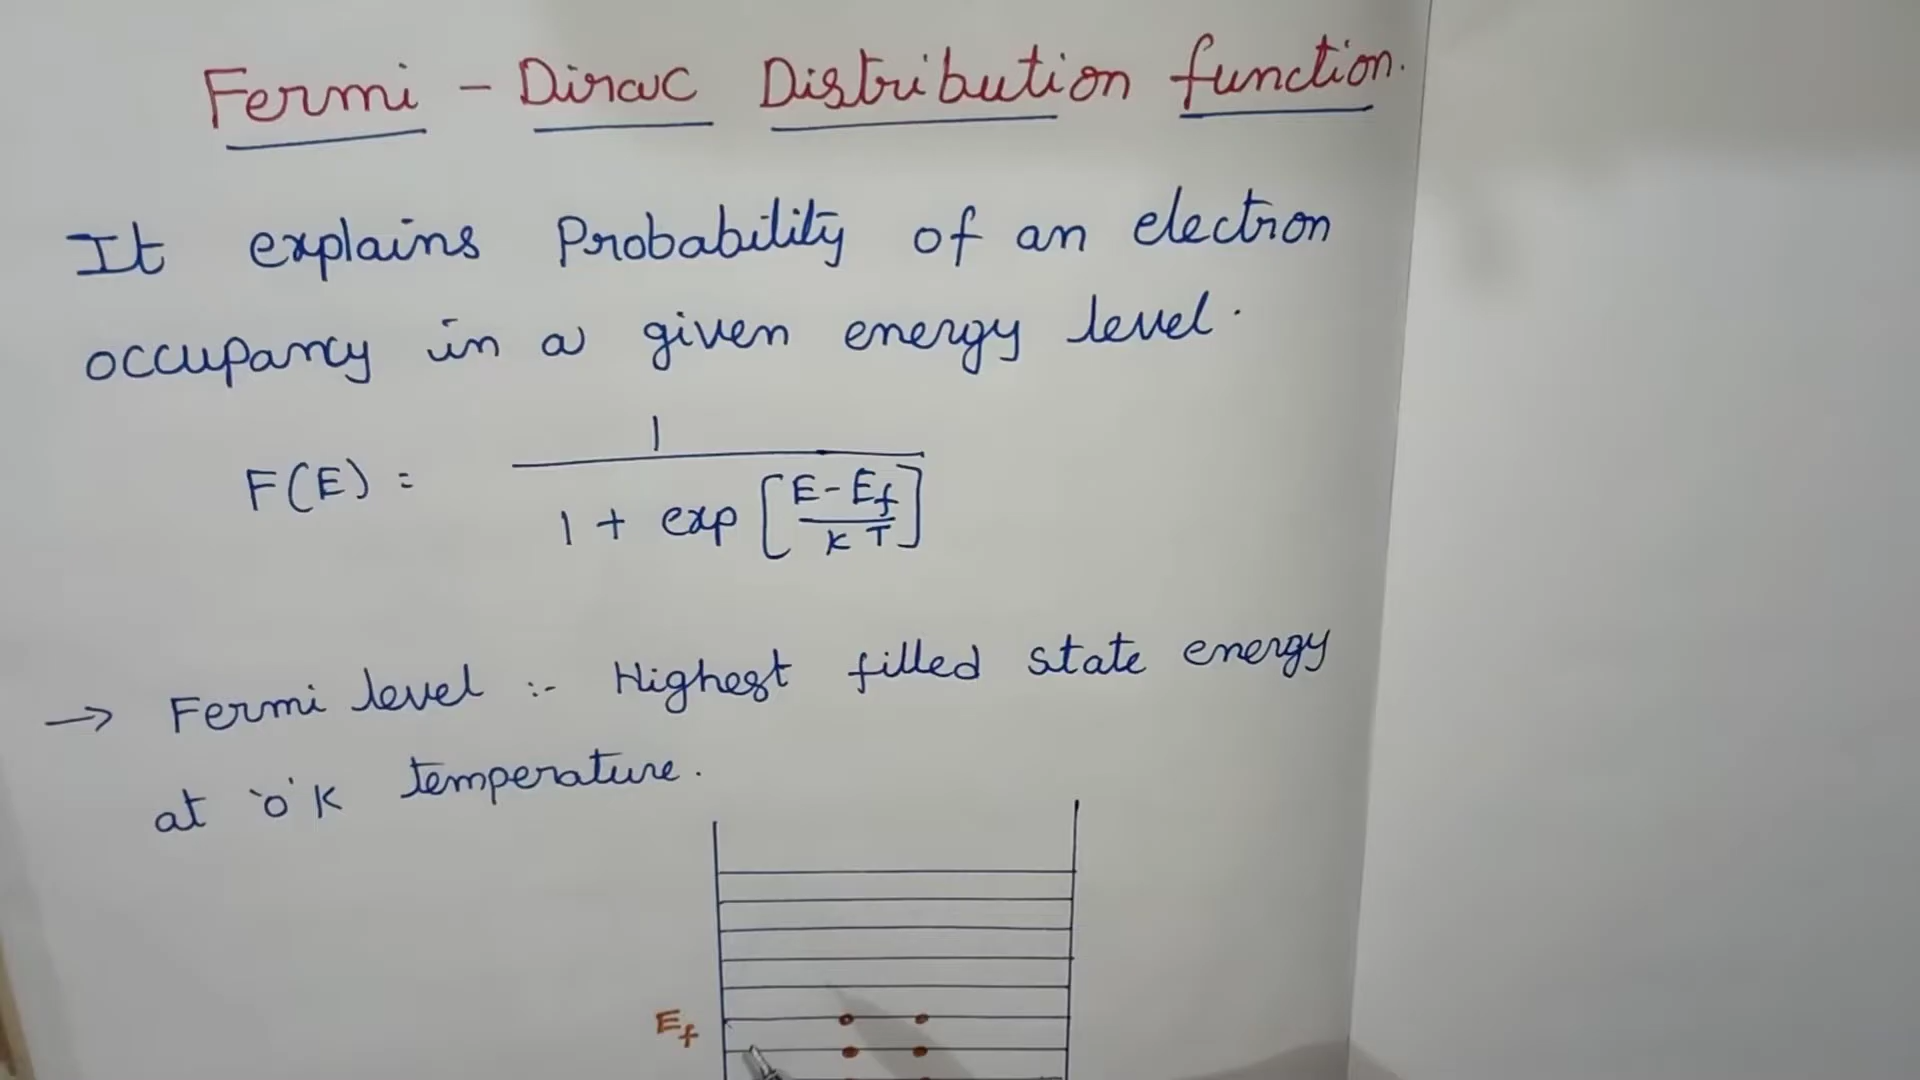 Fermi - Dirac Distribution function.
It explains Probability of an electron
occupancy in a given energy level.
F(E) = 1 / 1 + exp [E - Ef / KT]
→ Fermi level :- Highest filled state energy
at 'o' K temperature.
Ef